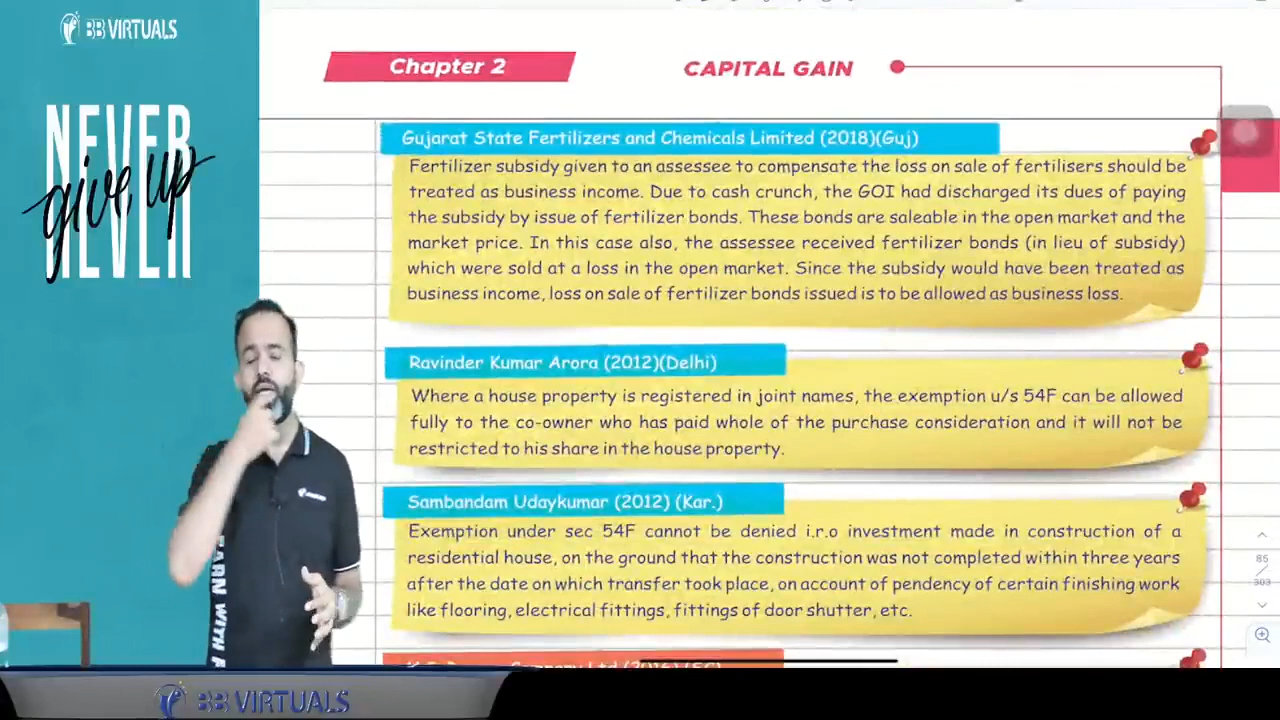 BB VIRTUALS
NEVER
give up
NEVER
Chapter 2
CAPITAL GAIN
Gujarat State Fertilizers and Chemicals Limited (2018)(Guj)
Fertilizer subsidy given to an assessee to compensate the loss on sale of fertilisers should be
treated as business income. Due to cash crunch, the GOI had discharged its dues of paying
the subsidy by issue of fertilizer bonds. These bonds are saleable in the open market and the
market price. In this case also, the assessee received fertilizer bonds (in lieu of subsidy)
which were sold at a loss in the open market. Since the subsidy would have been treated as
business income, loss on sale of fertilizer bonds issued is to be allowed as business loss.
Ravinder Kumar Arora (2012)(Delhi)
Where a house property is registered in joint names, the exemption u/s 54F can be allowed
fully to the co-owner who has paid whole of the purchase consideration and it will not be
restricted to his share in the house property.
Sambandam Udaykumar (2012) (Kar.)
Exemption under sec 54F cannot be denied i.r.o investment made in construction of a
residential house, on the ground that the construction was not completed within three years
after the date on which transfer took place, on account of pendency of certain finishing work
like flooring, electrical fittings, fittings of door shutter, etc.
Company Ltd (2016) (SC)
85
303
EARN WITH
BB VIRTUALS